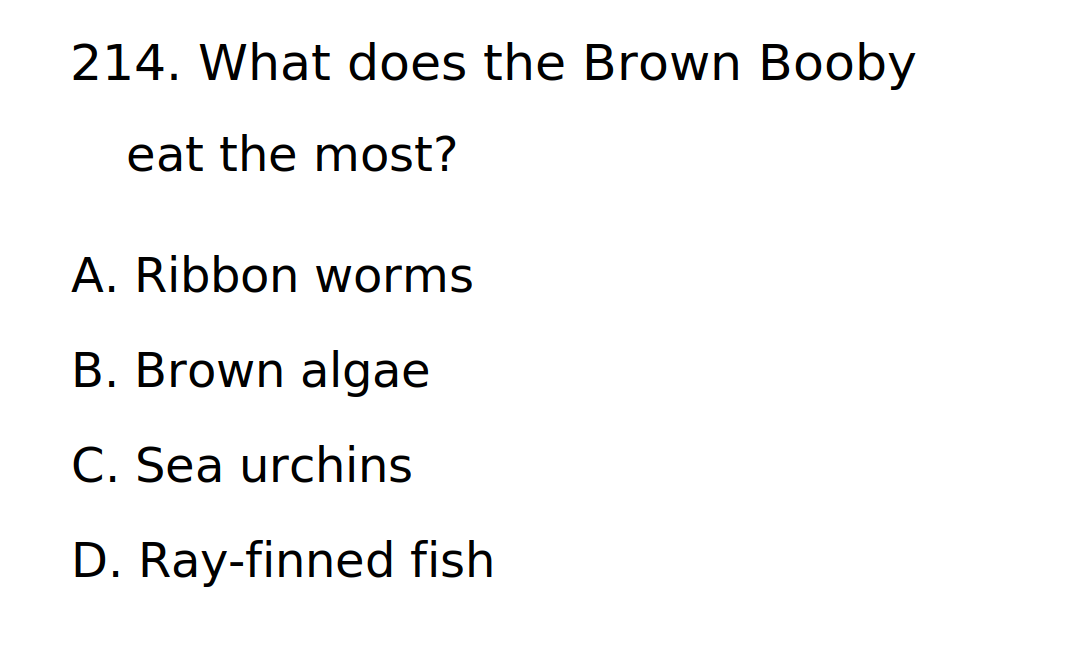 214. What does the Brown Booby
eat the most?
A. Ribbon worms
B. Brown algae
C. Sea urchins
D. Ray-finned fish